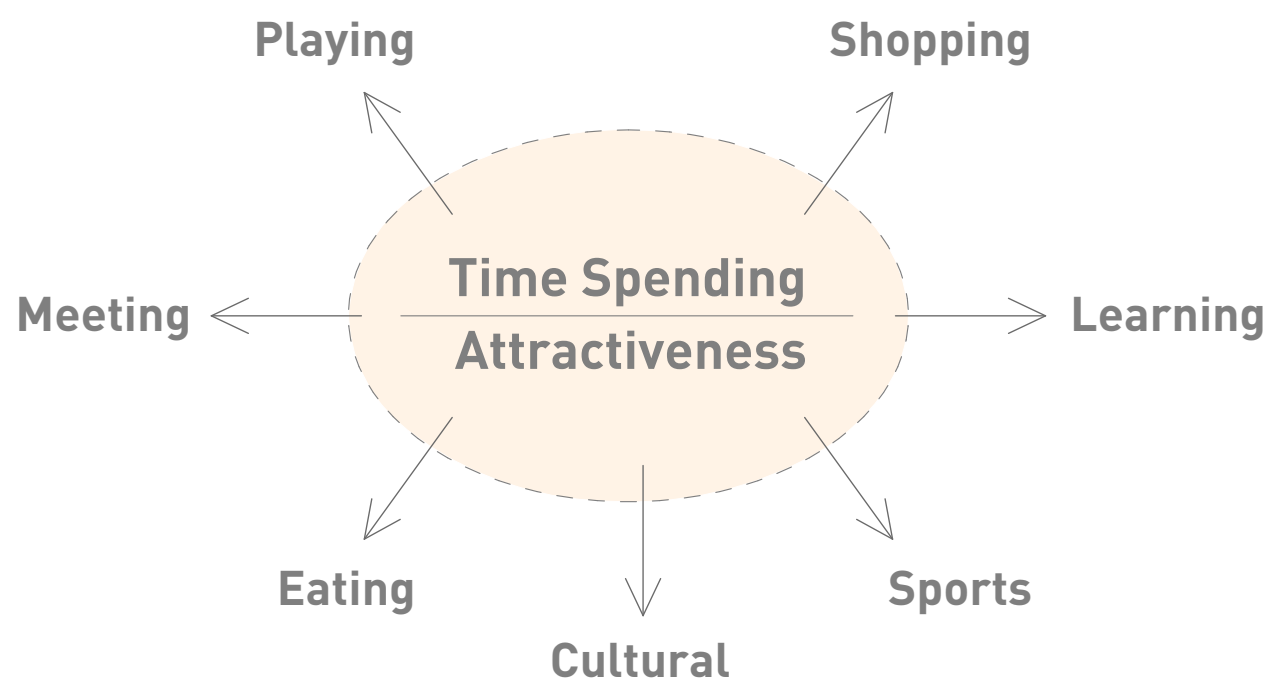 Playing
Shopping
Time Spending
Attractiveness
Meeting
Learning
Eating
Sports
Cultural